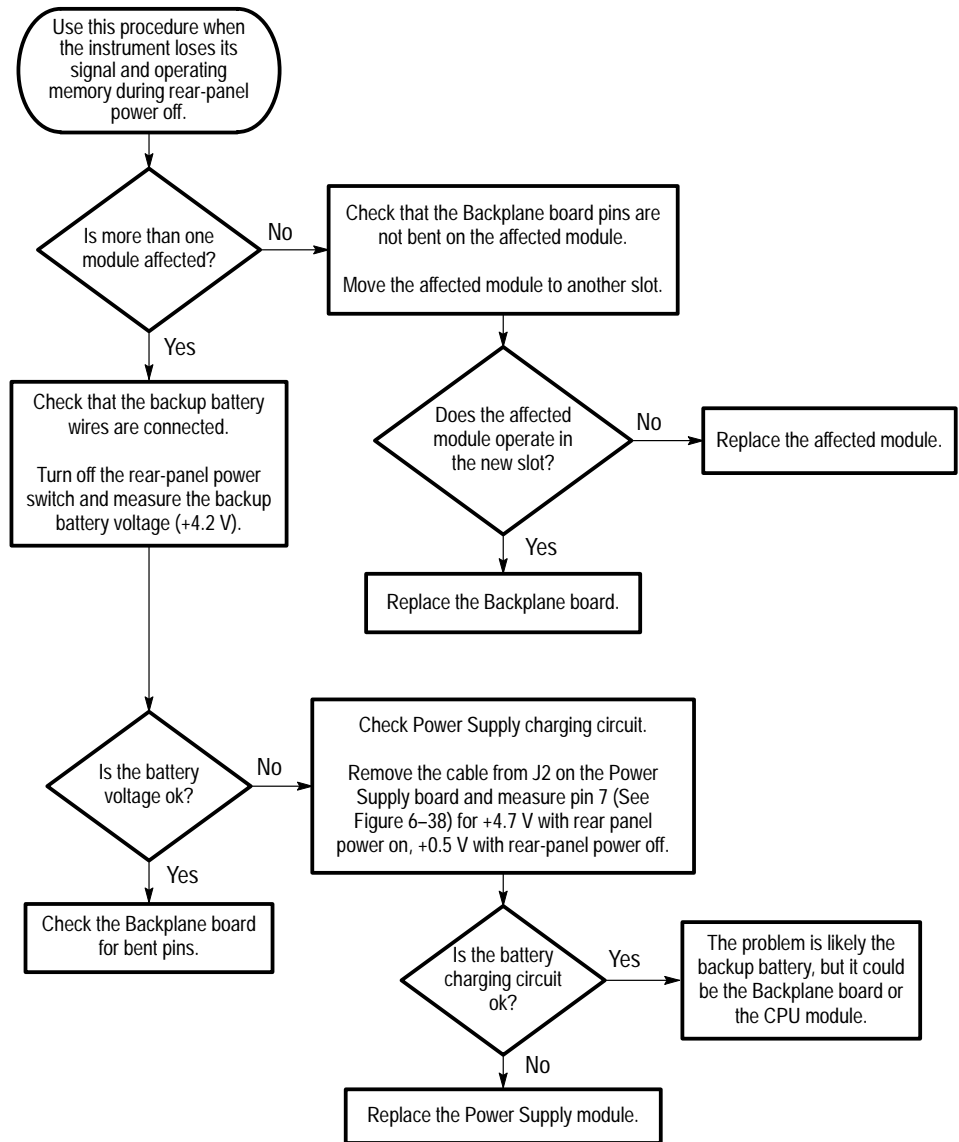 Use this procedure when
the instrument loses its
signal and operating
memory during rear-panel
power off.
Is more than one
module affected?
No
Check that the Backplane board pins are
not bent on the affected module.
Move the affected module to another slot.
Yes
Check that the backup battery
wires are connected.
Turn off the rear-panel power
switch and measure the backup
battery voltage (+4.2 V).
Does the affected
module operate in
the new slot?
No
Replace the affected module.
Yes
Replace the Backplane board.
Is the battery
voltage ok?
No
Check Power Supply charging circuit.
Remove the cable from J2 on the Power
Supply board and measure pin 7 (See
Figure 6–38) for +4.7 V with rear panel
power on, +0.5 V with rear-panel power off.
Yes
Check the Backplane board
for bent pins.
Is the battery
charging circuit
ok?
Yes
The problem is likely the
backup battery, but it could
be the Backplane board or
the CPU module.
No
Replace the Power Supply module.